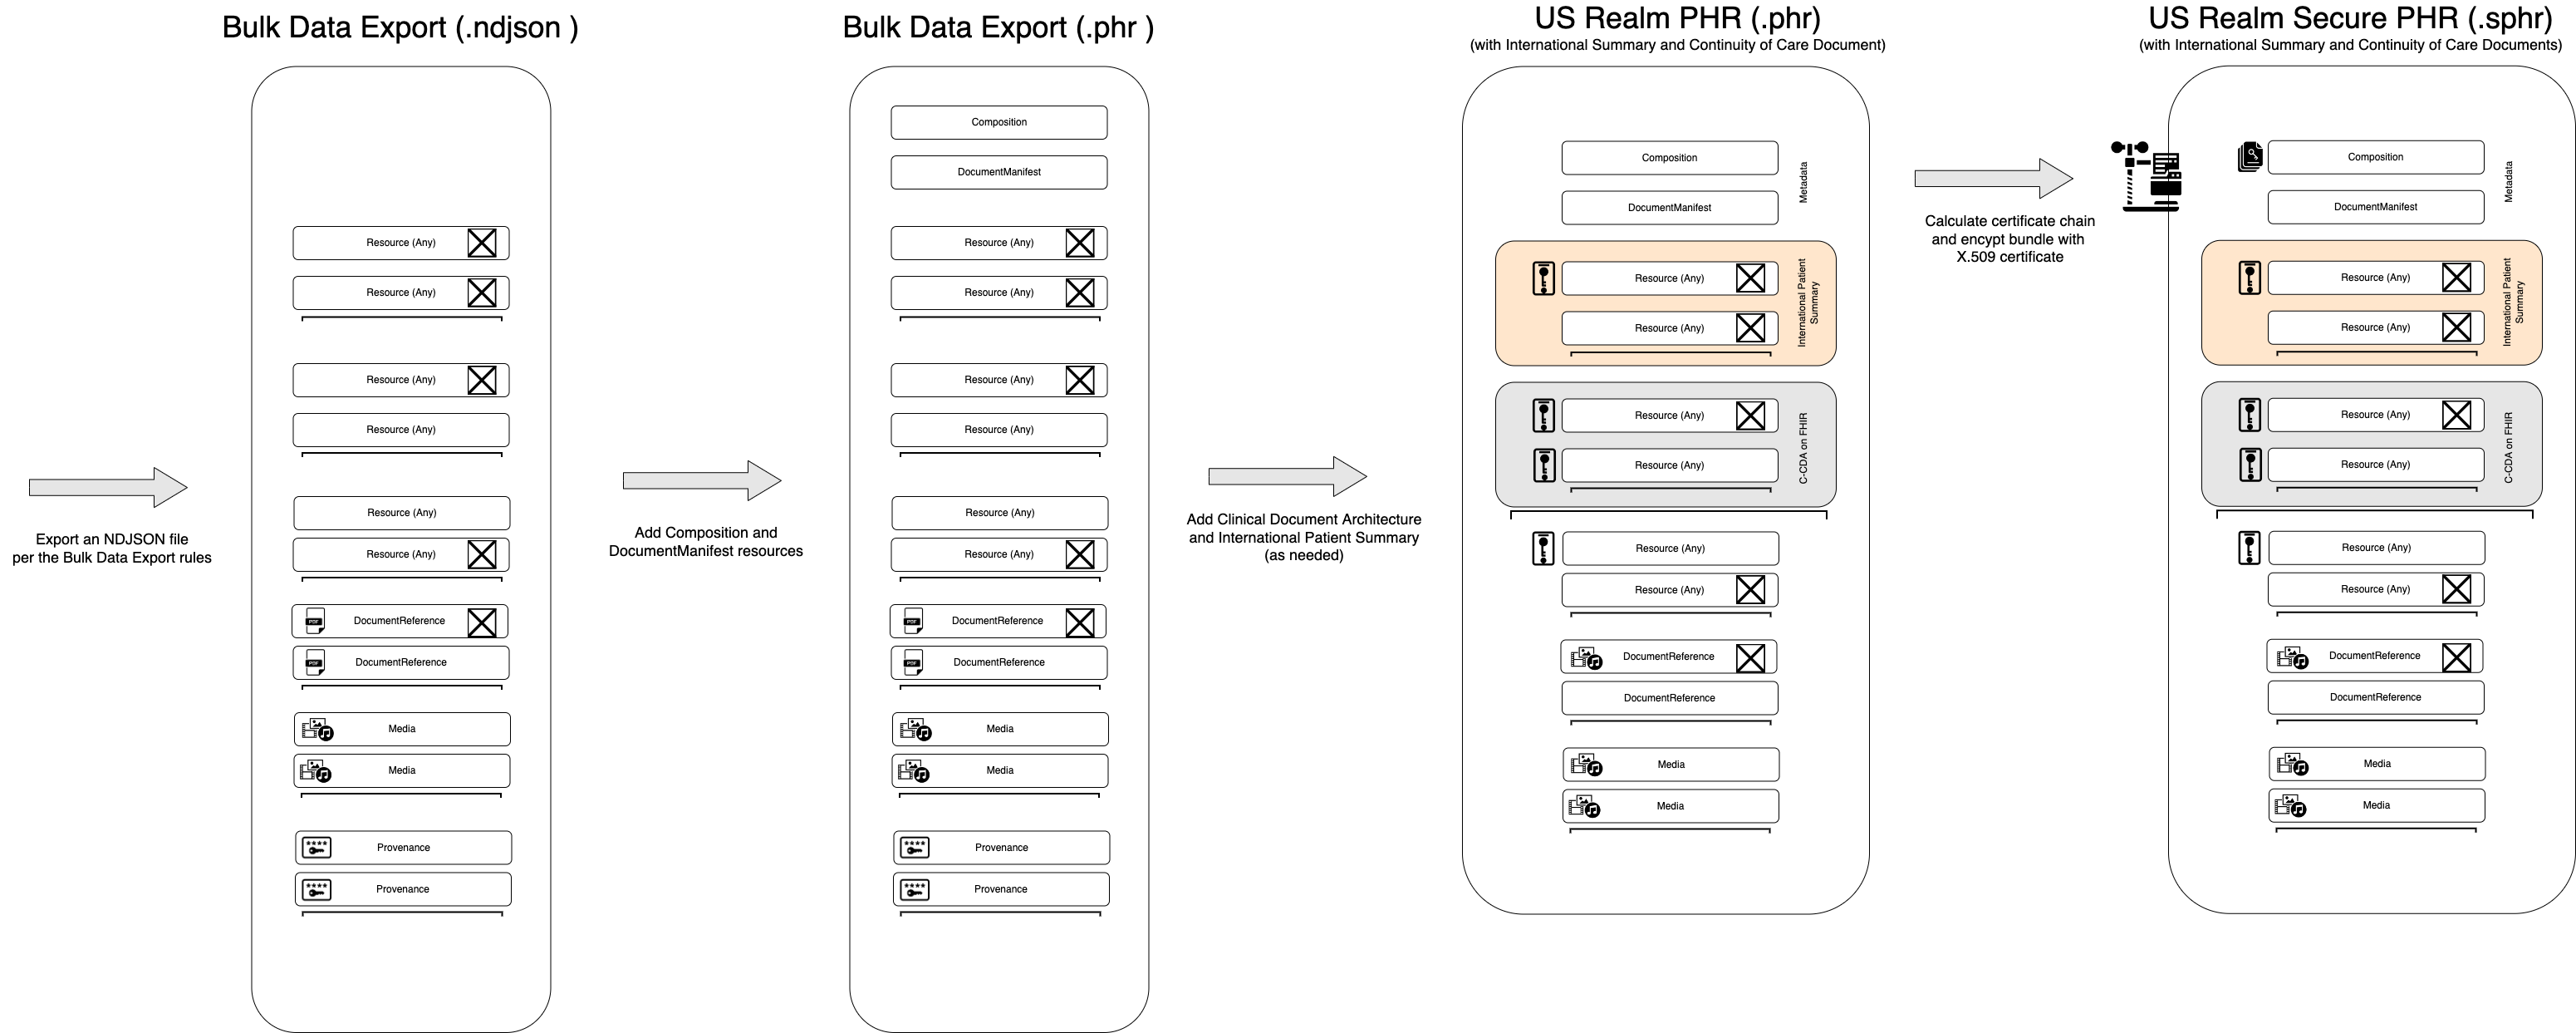 Bulk Data Export (.ndjson )
Bulk Data Export (.phr )
US Realm PHR (.phr)
(with International Summary and Continuity of Care Document)
US Realm Secure PHR (.sphr)
(with International Summary and Continuity of Care Documents)
Export an NDJSON file
per the Bulk Data Export rules
Resource (Any)
Resource (Any)
Resource (Any)
Resource (Any)
Resource (Any)
Resource (Any)
PDF
DocumentReference
PDF
DocumentReference
Media
Media
****
Provenance
****
Provenance
Add Composition and
DocumentManifest resources
Composition
DocumentManifest
Resource (Any)
Resource (Any)
Resource (Any)
Resource (Any)
Resource (Any)
Resource (Any)
PDF
DocumentReference
PDF
DocumentReference
Media
Media
****
Provenance
****
Provenance
Add Clinical Document Architecture
and International Patient Summary
(as needed)
Composition
DocumentManifest
Metadata
Resource (Any)
Resource (Any)
International Patient
Summary
Resource (Any)
Resource (Any)
C-CDA on FHIR
Resource (Any)
Resource (Any)
DocumentReference
DocumentReference
Media
Media
Calculate certificate chain
and encypt bundle with
X.509 certificate
Composition
DocumentManifest
Metadata
Resource (Any)
Resource (Any)
International Patient
Summary
Resource (Any)
Resource (Any)
C-CDA on FHIR
Resource (Any)
Resource (Any)
DocumentReference
DocumentReference
Media
Media